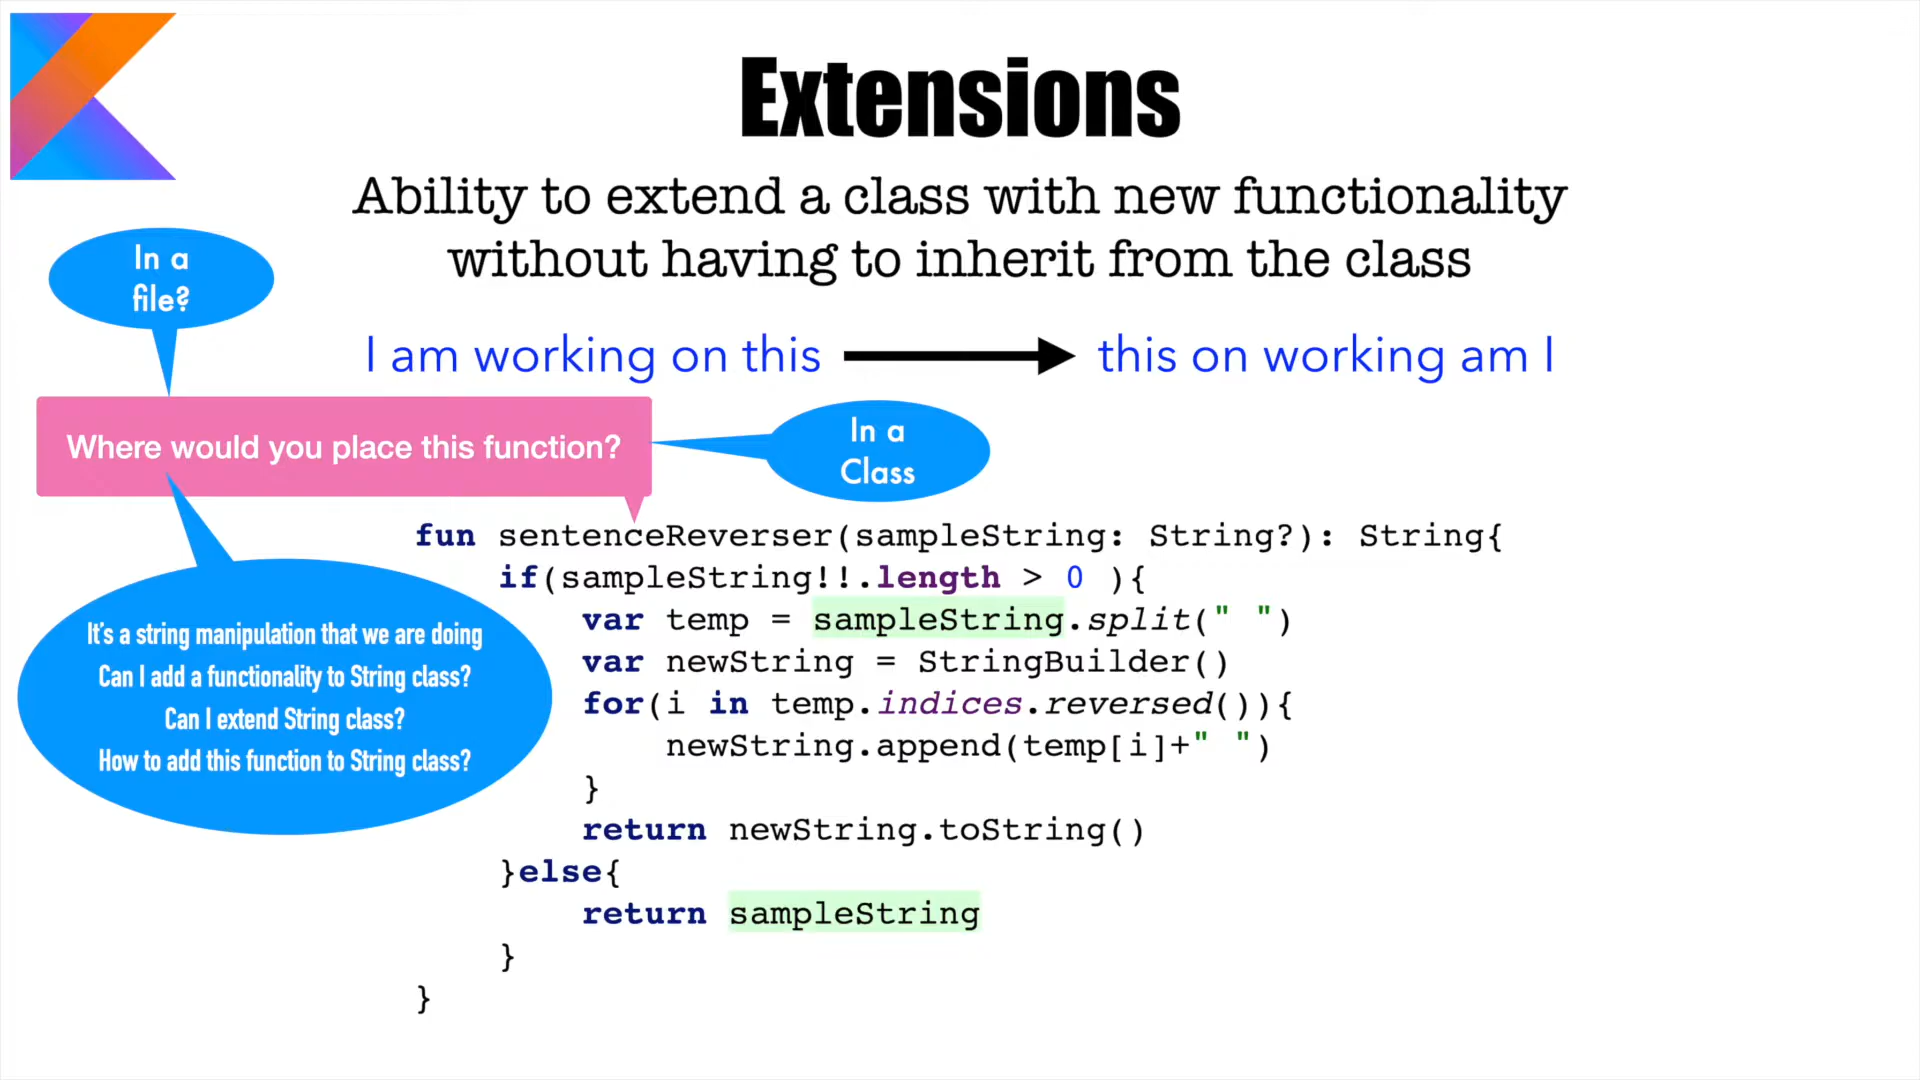 Extensions
Ability to extend a class with new functionality
without having to inherit from the class
In a
file?
I am working on this
this on working am I
Where would you place this function?
In a
Class
It's a string manipulation that we are doing
Can I add a functionality to String class?
Can I extend String class?
How to add this function to String class?
fun sentenceReverser(sampleString: String?): String{
    if(sampleString!!.length > 0 ){
        var temp = sampleString.split(" ")
        var newString = StringBuilder()
        for(i in temp.indices.reversed()){
            newString.append(temp[i]+" ")
        }
        return newString.toString()
    }else{
        return sampleString
    }
}